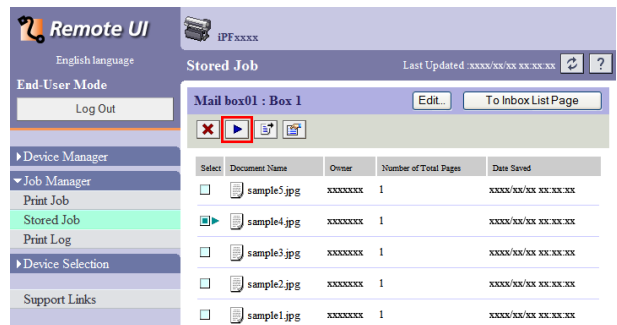 Remote UI
English language
End-User Mode
Log Out
Device Manager
Job Manager
Print Job
Stored Job
Print Log
Device Selection
Support Links
iPFxxxx
Stored Job
Last Updated :xxxx/xx/xx xx:xx:xx
?
Mail box01 : Box 1
Edit...
To Inbox List Page
Select Document Name Owner Number of Total Pages Date Saved
sample5.jpg xxxxxxx 1 xxxx/xx/xx xx:xx:xx
sample4.jpg xxxxxxx 1 xxxx/xx/xx xx:xx:xx
sample3.jpg xxxxxxx 1 xxxx/xx/xx xx:xx:xx
sample2.jpg xxxxxxx 1 xxxx/xx/xx xx:xx:xx
sample1.jpg xxxxxxx 1 xxxx/xx/xx xx:xx:xx